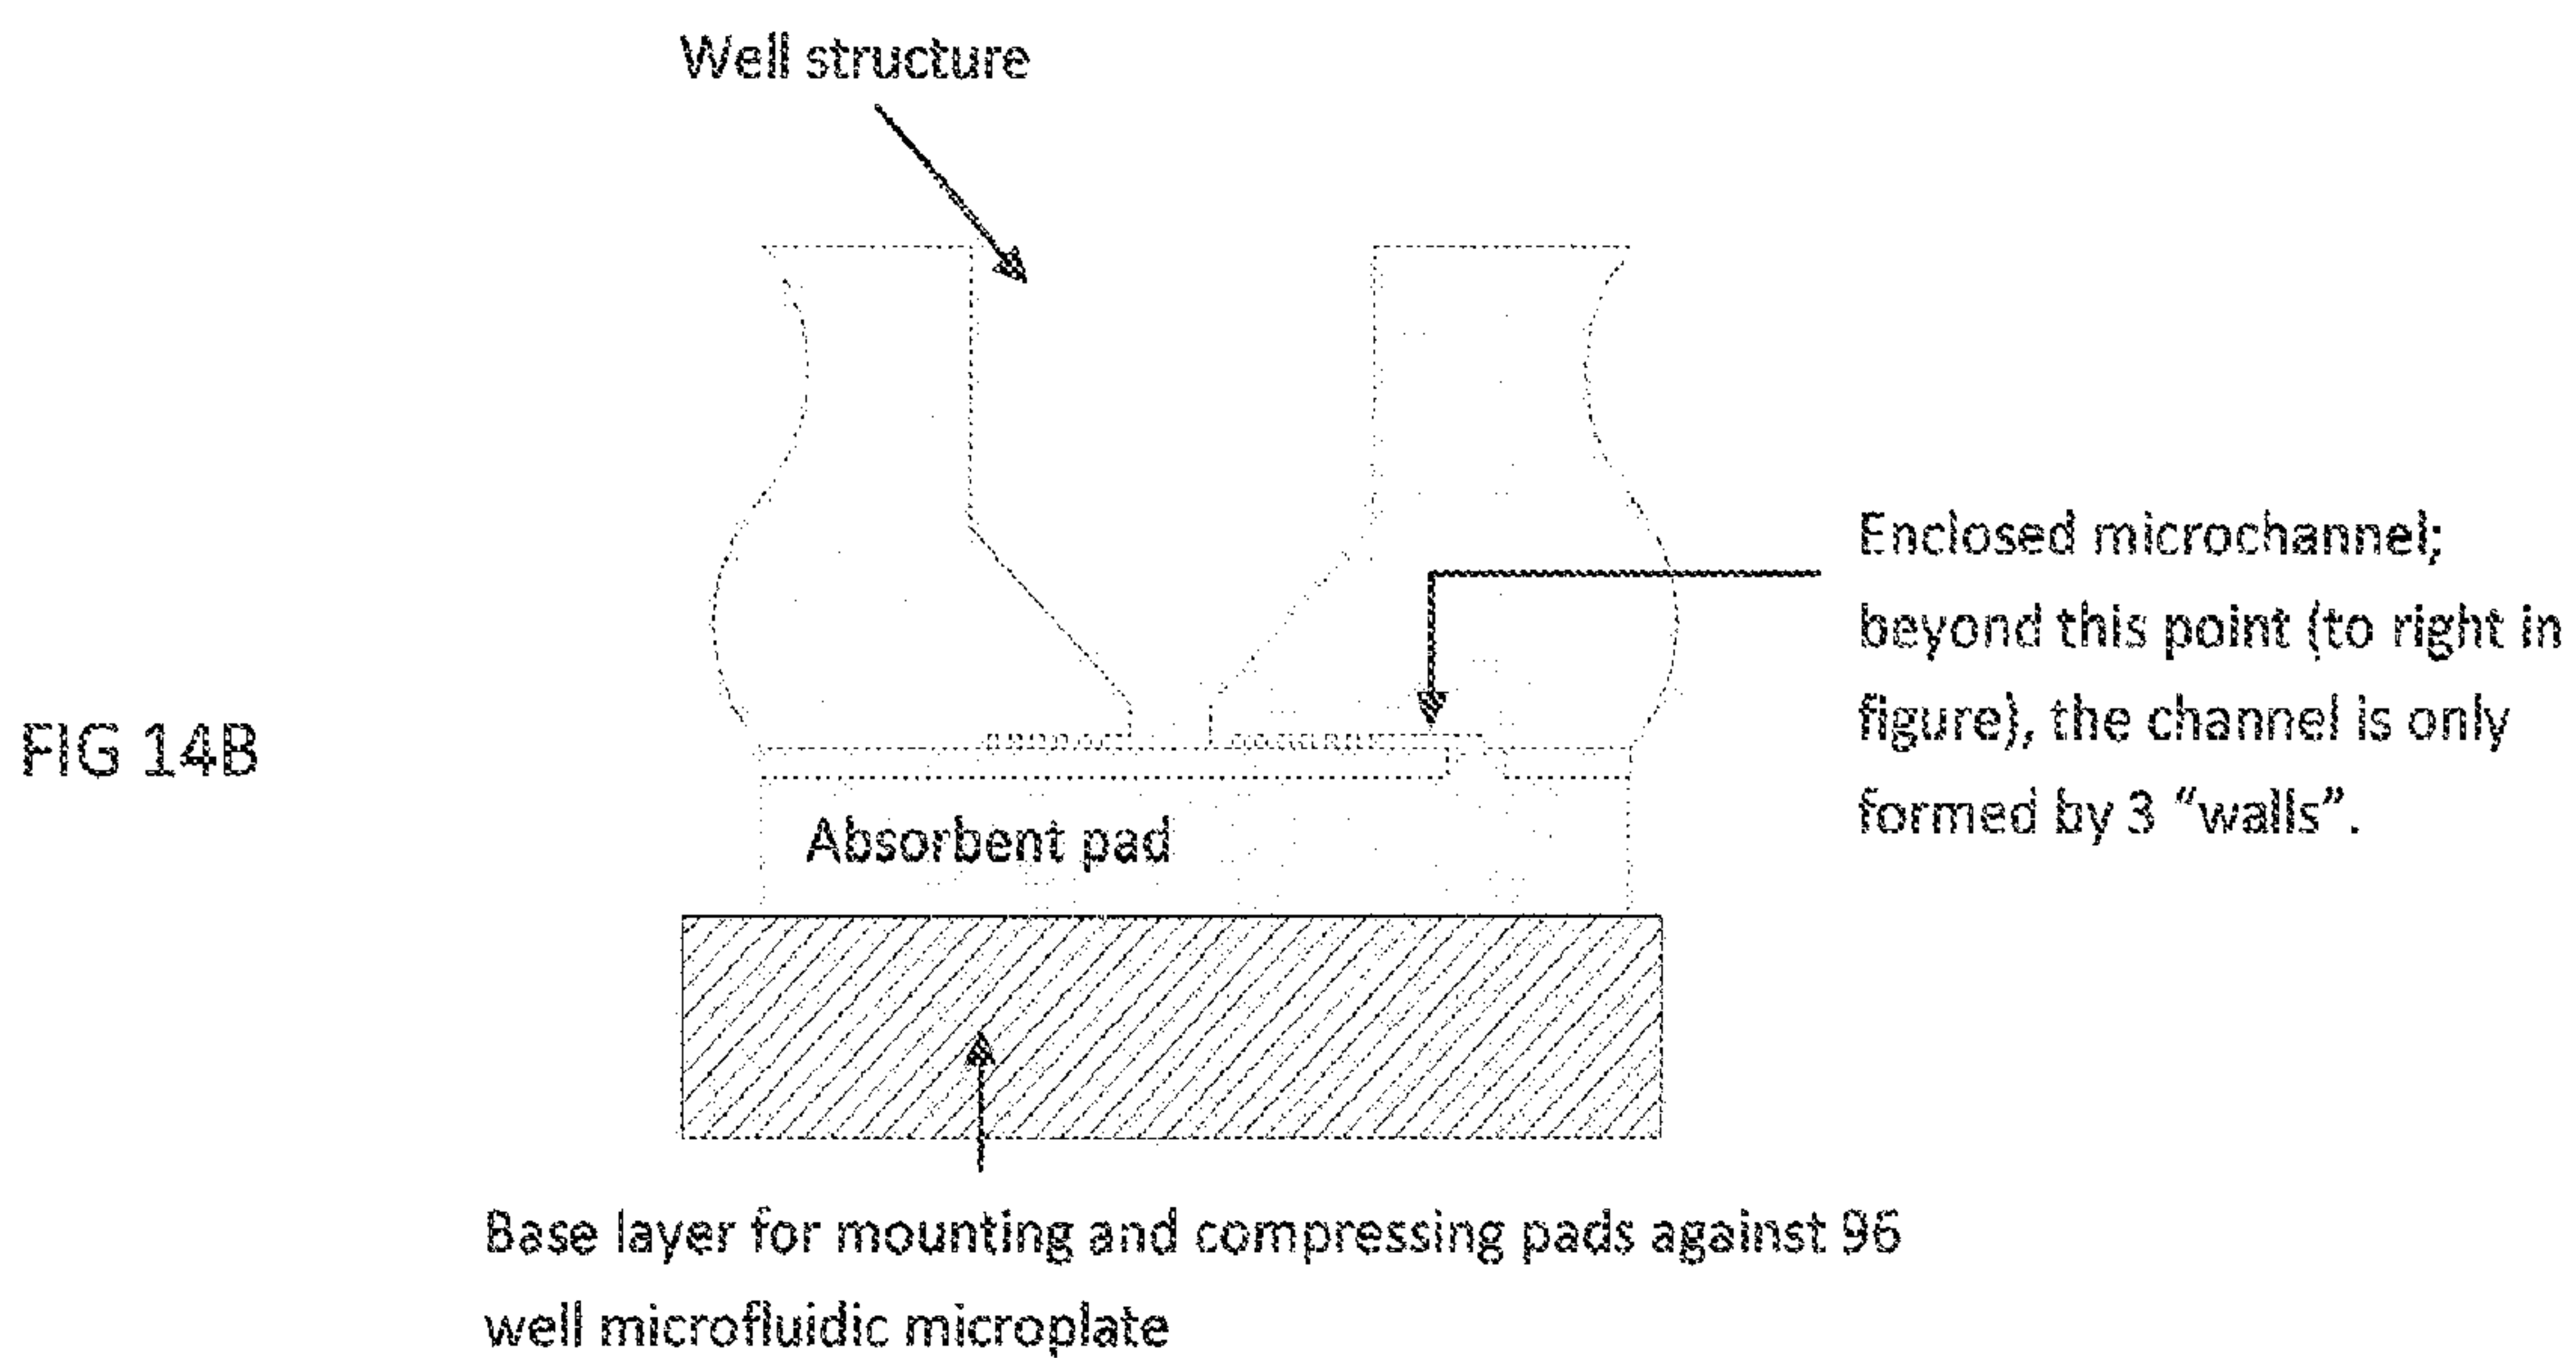 Well structure
Enclosed microchannel;
beyond this point (to right in
figure), the channel is only
formed by 3 “walls”.
FIG 14B
Absorbent pad
Base layer for mounting and compressing pads against 96
well microfluidic microplate